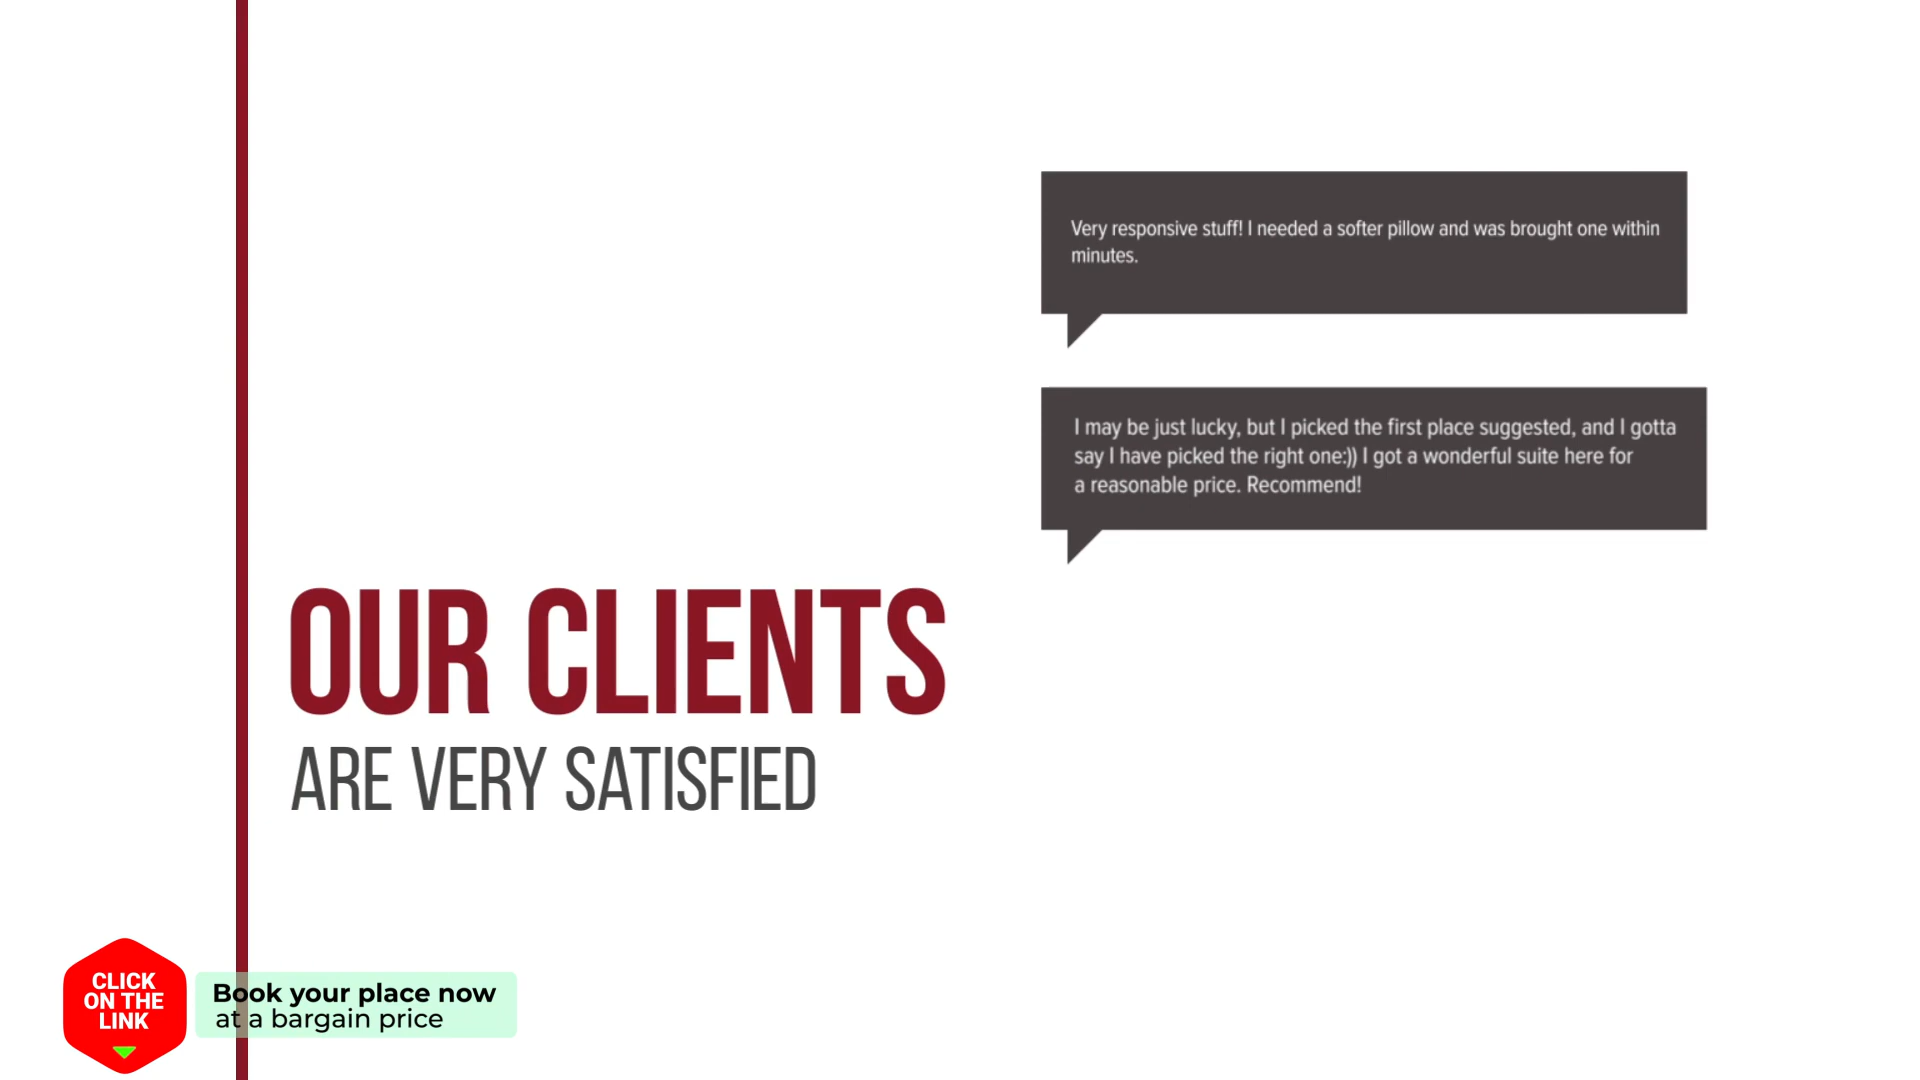 Very responsive stuff! I needed a softer pillow and was brought one within
minutes.
I may be just lucky, but I picked the first place suggested, and I gotta
say I have picked the right one:)) I got a wonderful suite here for
a reasonable price. Recommend!
OUR CLIENTS
ARE VERY SATISFIED
CLICK
ON THE
LINK
Book your place now
at a bargain price